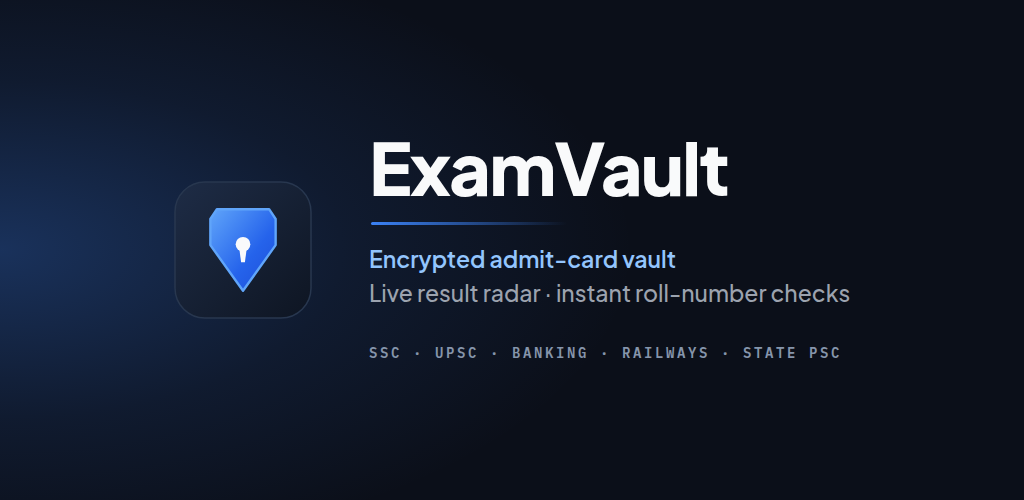 ExamVault
Encrypted admit-card vault
Live result radar · instant roll-number checks
SSC · UPSC · BANKING · RAILWAYS · STATE PSC